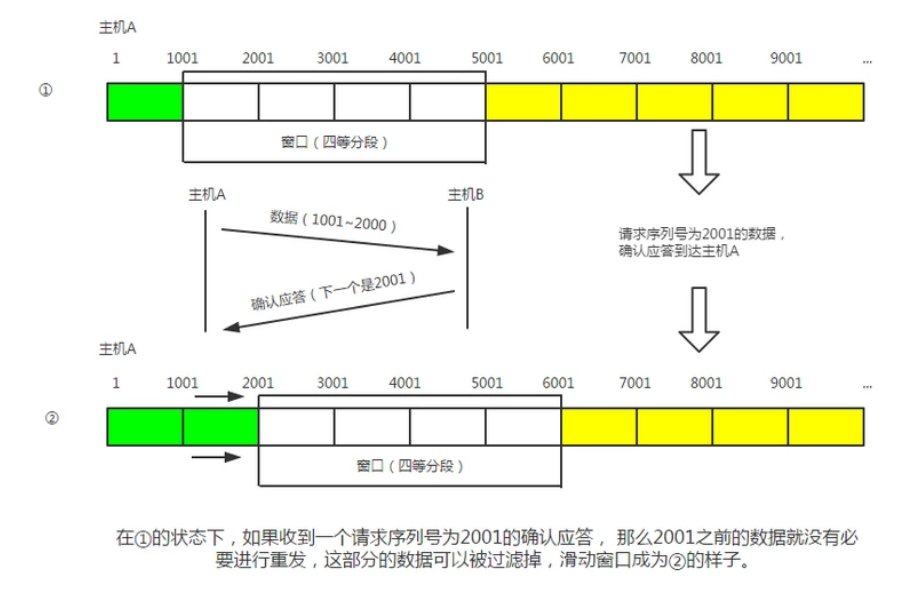 主机A
1 1001 2001 3001 4001 5001 6001 7001 8001 9001 ...
①
窗口（四等分段）
主机A 主机B
数据（1001~2000）
请求序列号为2001的数据，
确认应答到达主机A
确认应答（下一个是2001）
主机A
1 1001 2001 3001 4001 5001 6001 7001 8001 9001 ...
②
窗口（四等分段）
在①的状态下，如果收到一个请求序列号为2001的确认应答， 那么2001之前的数据就没有必
要进行重发，这部分的数据可以被过滤掉，滑动窗口成为②的样子。